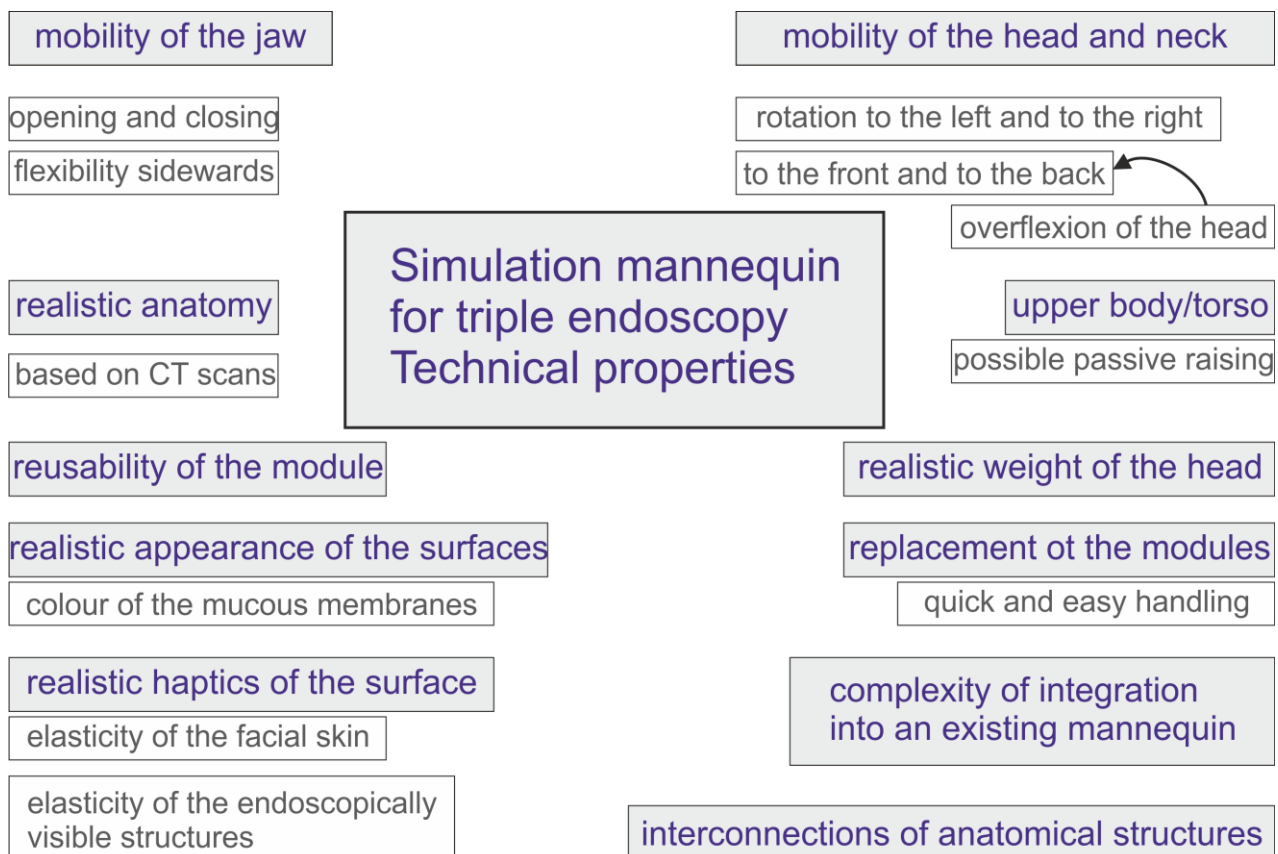 mobility of the jaw
opening and closing
flexibility sidewards
mobility of the head and neck
rotation to the left and to the right
to the front and to the back
overflexion of the head
Simulation mannequin
for triple endoscopy
Technical properties
realistic anatomy
based on CT scans
upper body/torso
possible passive raising
reusability of the module
realistic weight of the head
realistic appearance of the surfaces
colour of the mucous membranes
replacement ot the modules
quick and easy handling
realistic haptics of the surface
elasticity of the facial skin
elasticity of the endoscopically
visible structures
complexity of integration
into an existing mannequin
interconnections of anatomical structures